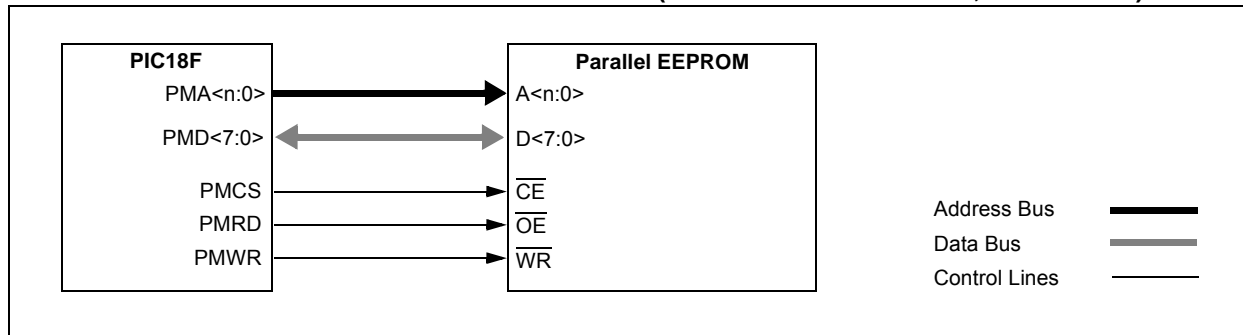 PIC18F
PMA<n:0>
PMD<7:0>
PMCS
PMRD
PMWR
Parallel EEPROM
A<n:0>
D<7:0>
CE
OE
WR
Address Bus
Data Bus
Control Lines